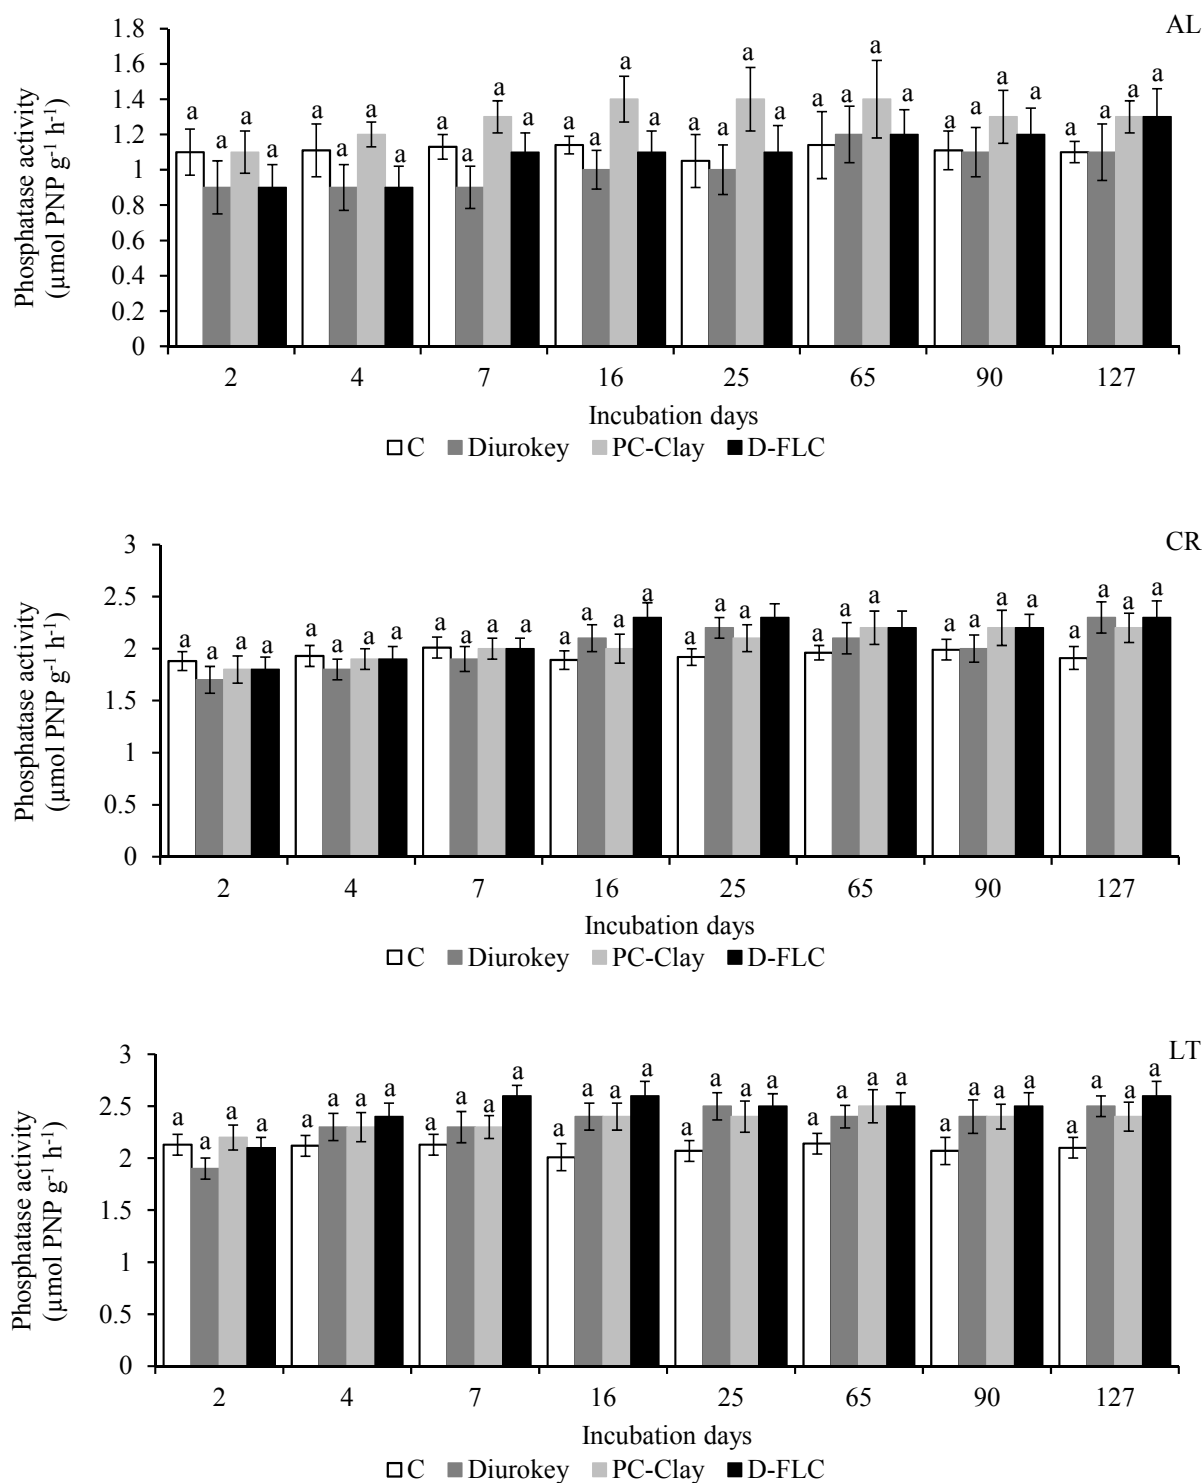 AL
Phosphatase activity
(µmol PNP g⁻¹ h⁻¹)
1.8
1.6
1.4
1.2
1
0.8
0.6
0.4
0.2
0
a a a a a a a a a a a a a a a a a a a a a a a a a a a a a a a a
2 4 7 16 25 65 90 127
Incubation days
C Diurokey PC-Clay D-FLC
CR
Phosphatase activity
(µmol PNP g⁻¹ h⁻¹)
3
2.5
2
1.5
1
0.5
0
a a a a a a a a a a a a a a a a a a a a a a a a a a a a a a
2 4 7 16 25 65 90 127
Incubation days
C Diurokey PC-Clay D-FLC
LT
Phosphatase activity
(µmol PNP g⁻¹ h⁻¹)
3
2.5
2
1.5
1
0.5
0
a a a a a a a a a a a a a a a a a a a a a a a a a a a a a a a a
2 4 7 16 25 65 90 127
Incubation days
C Diurokey PC-Clay D-FLC